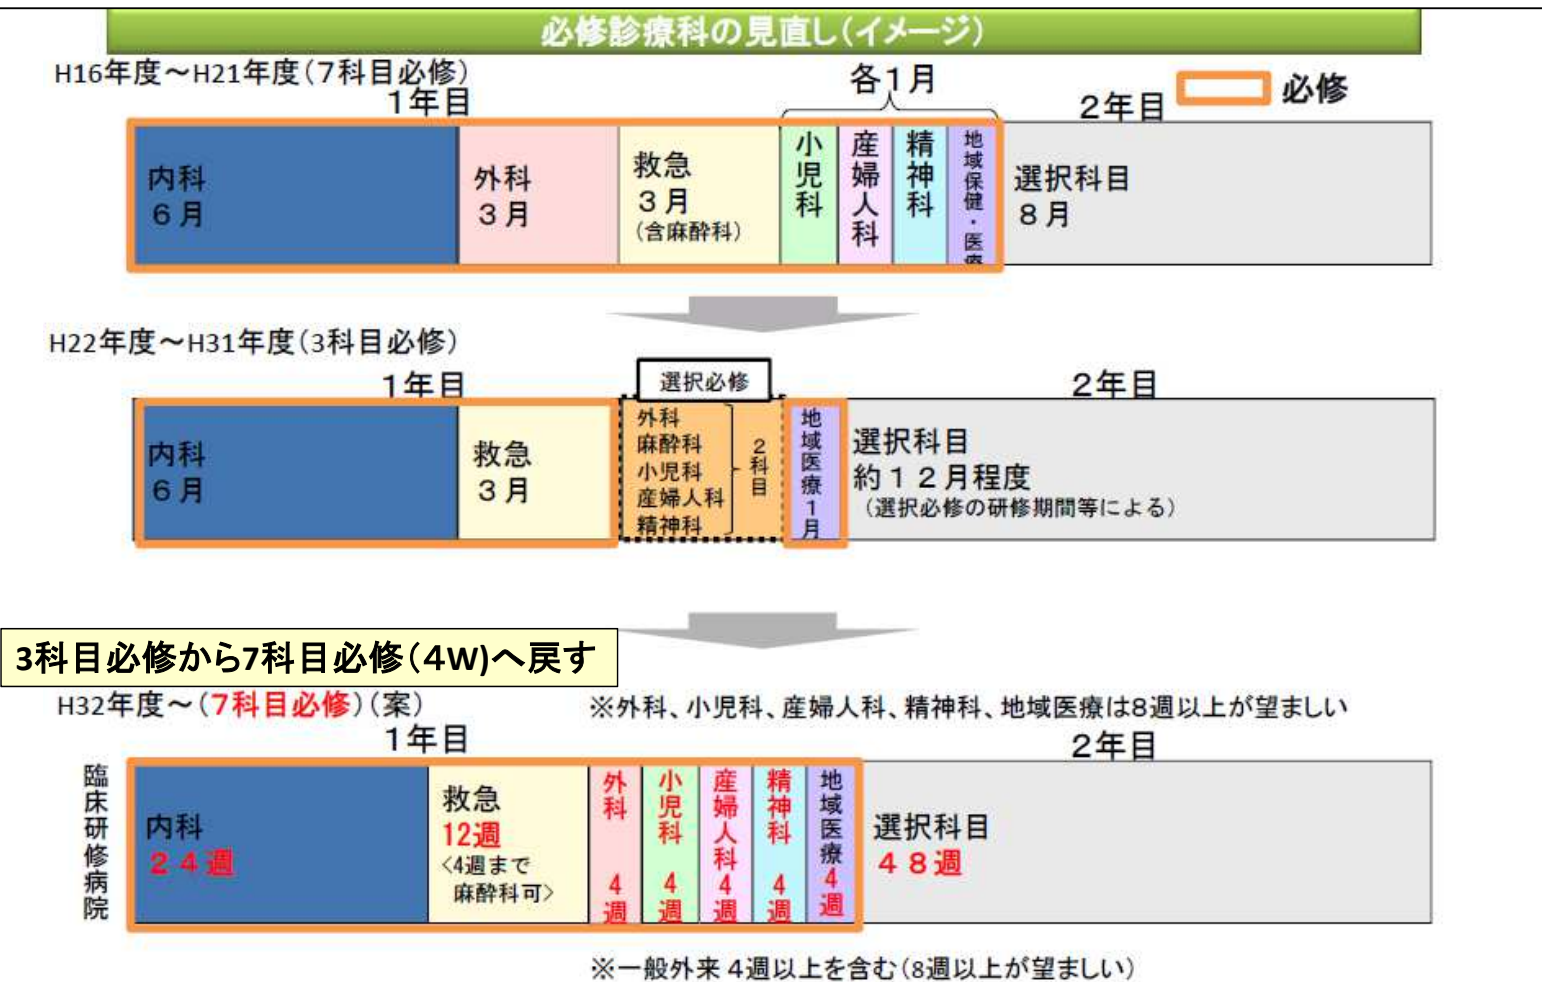 必修診療科の見直し(イメージ)
H16年度～H21年度(７科目必修)
各１月
必修
１年目
２年目
内科
６月
外科
３月
救急
３月
(含麻酔科)
小児科
産婦人科
精神科
地域保健・医療
選択科目
８月
H22年度～H31年度(3科目必修)
１年目
選択必修
２年目
内科
６月
救急
３月
外科
麻酔科
小児科
産婦人科
精神科
２科目
地域医療１月
選択科目
約１２月程度
(選択必修の研修期間等による)
3科目必修から7科目必修(4W)へ戻す
H32年度～(７科目必修)(案)
※外科、小児科、産婦人科、精神科、地域医療は8週以上が望ましい
１年目
２年目
臨床研修病院
内科
２４週
救急
12週
<4週まで
麻酔科可>
外科 4週
小児科 4週
産婦人科4週
精神科 4週
地域医療4週
選択科目
４８週
※一般外来 4週以上を含む(8週以上が望ましい)